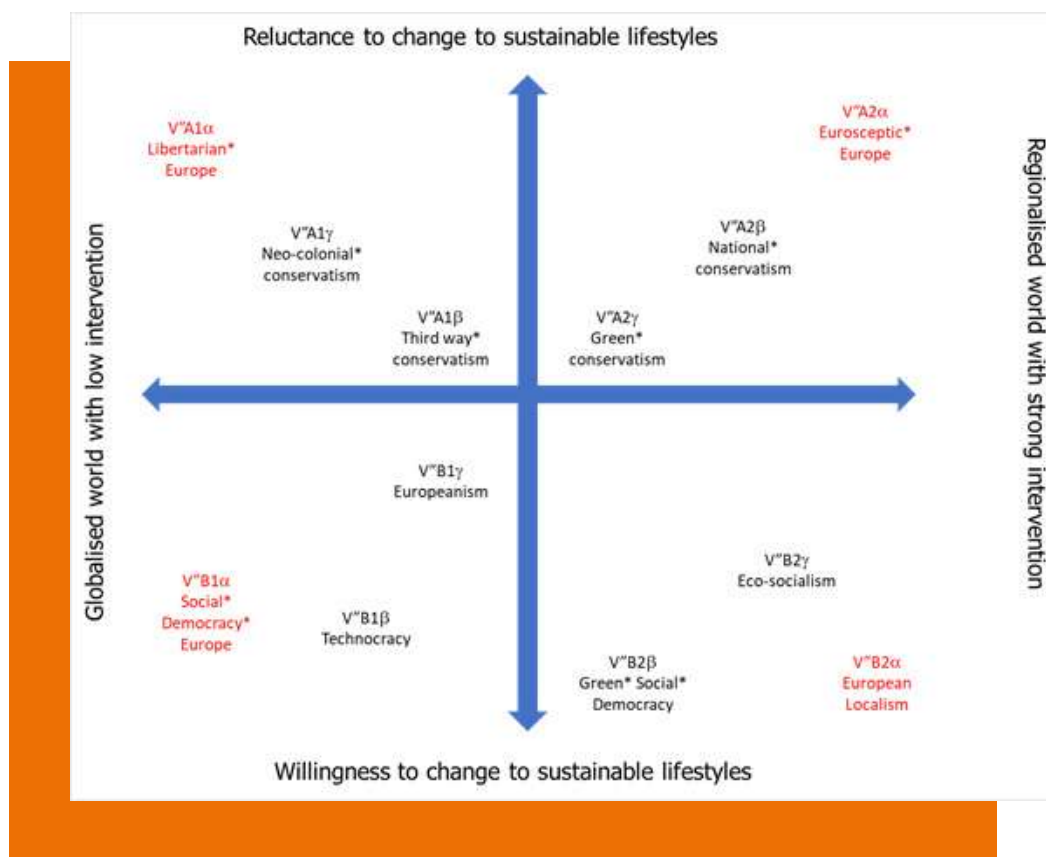 Reluctance to change to sustainable lifestyles
V"A1α
Libertarian*
Europe
V"A2α
Eurosceptic*
Europe
V"A1γ
Neo-colonial*
conservatism
V"A2β
National*
conservatism
V"A1β
Third way*
conservatism
V"A2γ
Green*
conservatism
Globalised world with low intervention
Regionalised world with strong intervention
V"B1γ
Europeanism
V"B2γ
Eco-socialism
V"B1α
Social*
Democracy*
Europe
V"B1β
Technocracy
V"B2β
Green* Social*
Democracy
V"B2α
European
Localism
Willingness to change to sustainable lifestyles